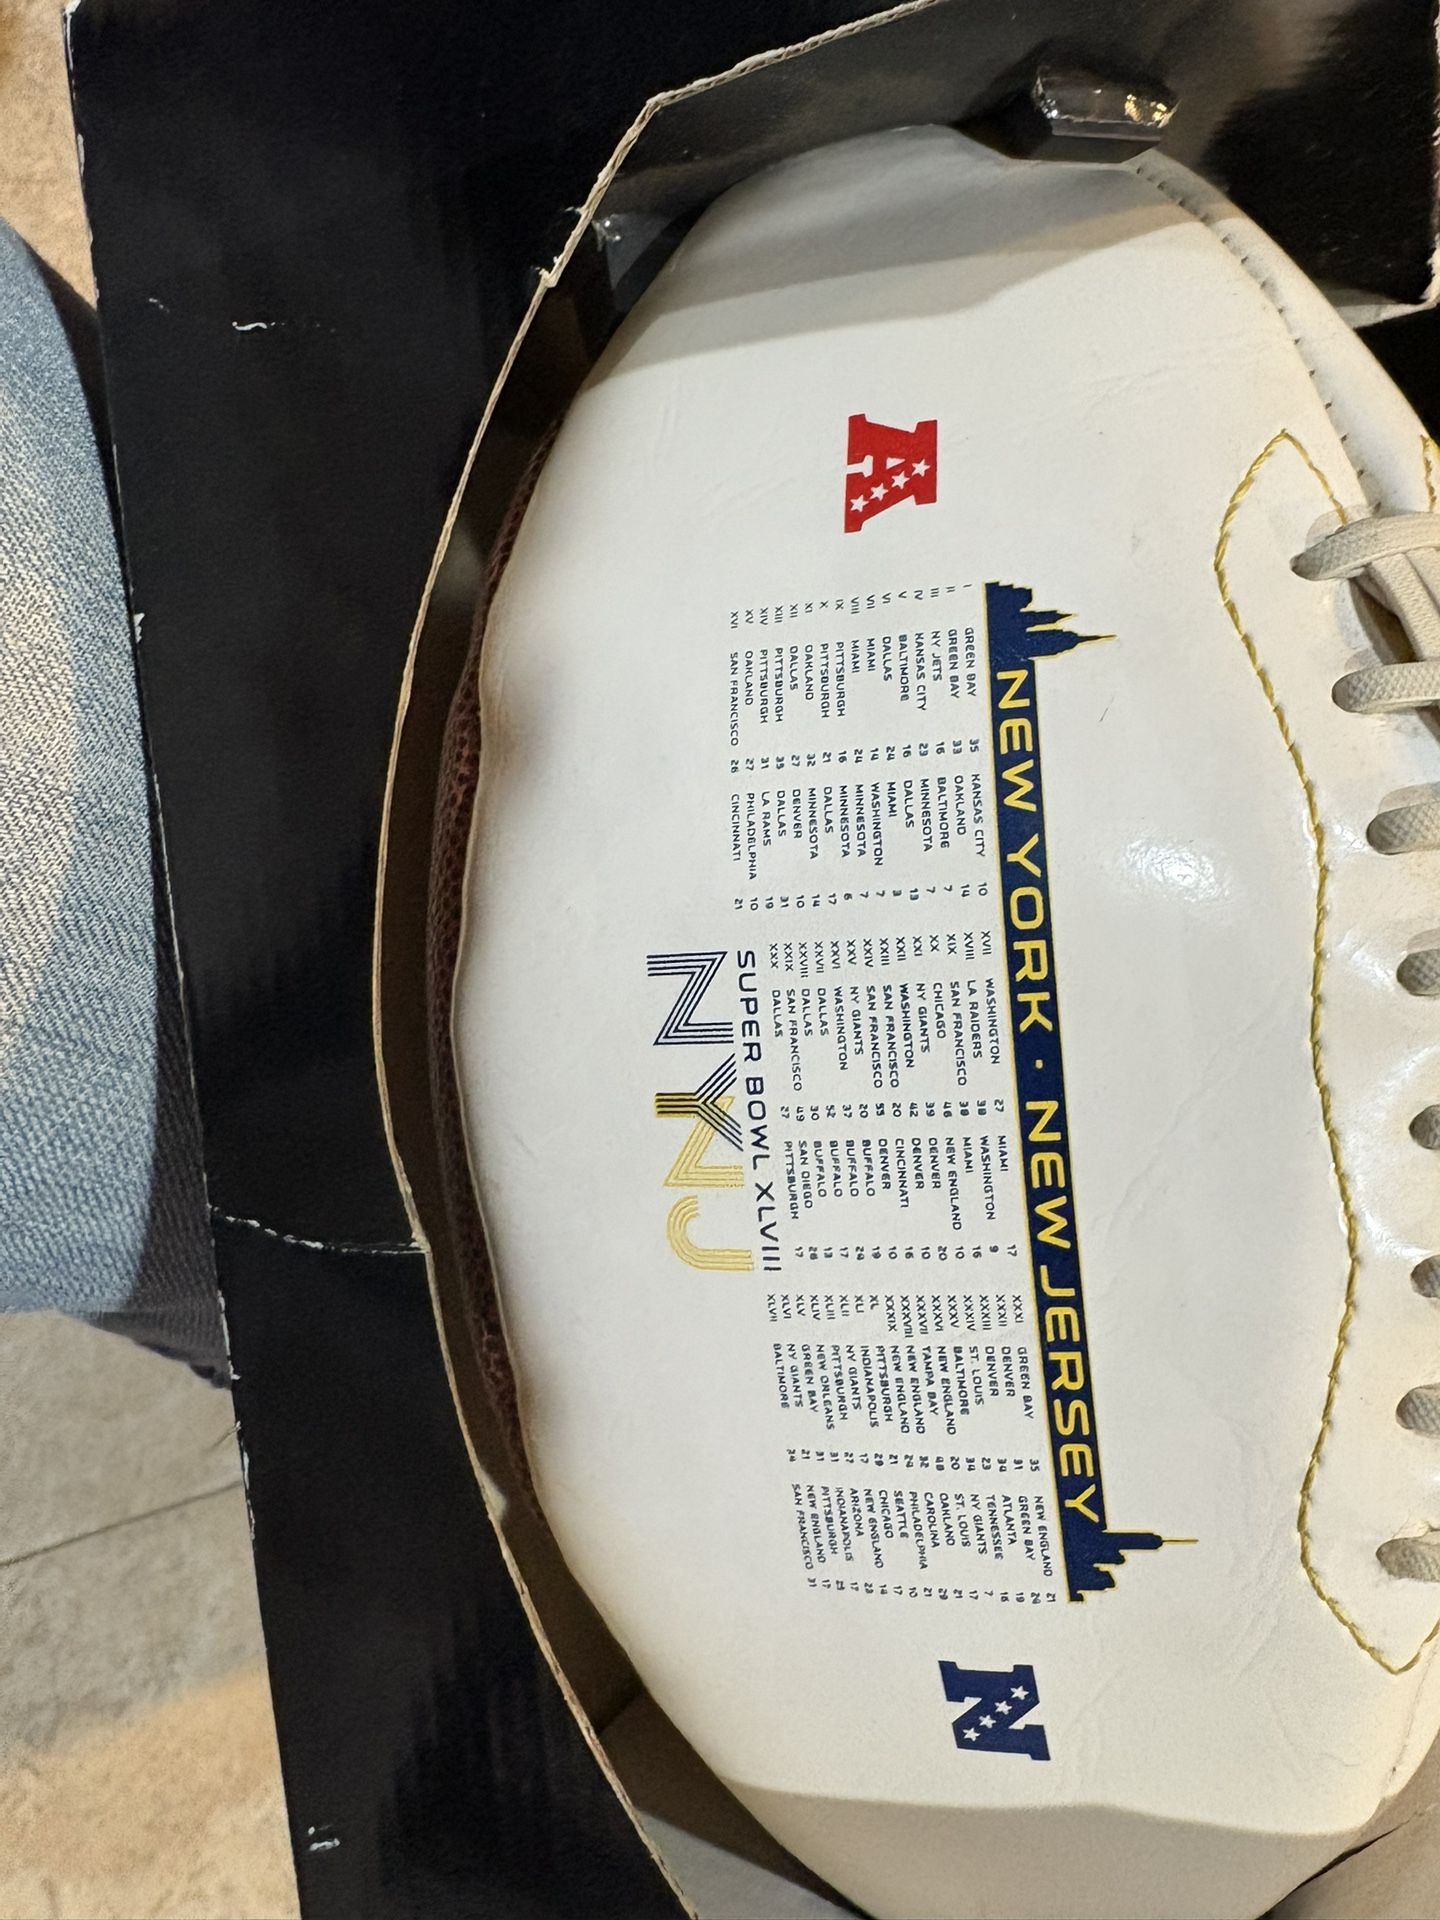 A
NEW YORK · NEW JERSEY
I GREEN BAY 35 KANSAS CITY 10
II GREEN BAY 33 OAKLAND 14
III NY JETS 16 BALTIMORE 7
IV KANSAS CITY 23 MINNESOTA 7
V BALTIMORE 16 DALLAS 13
VI DALLAS 24 MIAMI 3
VII MIAMI 14 WASHINGTON 7
VIII MIAMI 24 MINNESOTA 7
IX PITTSBURGH 16 MINNESOTA 6
X PITTSBURGH 21 DALLAS 17
XI OAKLAND 32 MINNESOTA 14
XII DALLAS 27 DENVER 10
XIII PITTSBURGH 35 DALLAS 31
XIV PITTSBURGH 31 LA RAMS 19
XV OAKLAND 27 PHILADELPHIA 10
XVI SAN FRANCISCO 26 CINCINNATI 21
XVII WASHINGTON 27 MIAMI 17
XVIII LA RAIDERS 38 WASHINGTON 9
XIX SAN FRANCISCO 38 MIAMI 16
XX CHICAGO 46 NEW ENGLAND 10
XXI NY GIANTS 39 DENVER 20
XXII WASHINGTON 42 DENVER 10
XXIII SAN FRANCISCO 20 CINCINNATI 16
XXIV SAN FRANCISCO 55 DENVER 10
XXV NY GIANTS 20 BUFFALO 19
XXVI WASHINGTON 37 BUFFALO 24
XXVII DALLAS 52 BUFFALO 17
XXVIII DALLAS 30 BUFFALO 13
XXIX SAN FRANCISCO 49 SAN DIEGO 26
XXX DALLAS 27 PITTSBURGH 17
XXXI GREEN BAY 35 NEW ENGLAND 21
XXXII DENVER 31 GREEN BAY 24
XXXIII DENVER 34 ATLANTA 19
XXXIV ST. LOUIS 23 TENNESSEE 16
XXXV BALTIMORE 34 NY GIANTS 7
XXXVI NEW ENGLAND 20 ST. LOUIS 17
XXXVII TAMPA BAY 48 OAKLAND 21
XXXVIII NEW ENGLAND 32 CAROLINA 29
XXXIX NEW ENGLAND 24 PHILADELPHIA 21
XL PITTSBURGH 21 SEATTLE 10
XLI INDIANAPOLIS 29 CHICAGO 17
XLII NY GIANTS 17 NEW ENGLAND 14
XLIII PITTSBURGH 27 ARIZONA 23
XLIV NEW ORLEANS 31 INDIANAPOLIS 17
XLV GREEN BAY 31 PITTSBURGH 25
XLVI NY GIANTS 21 NEW ENGLAND 17
XLVII BALTIMORE 34 SAN FRANCISCO 31
SUPER BOWL XLVIII
NYNJ
N